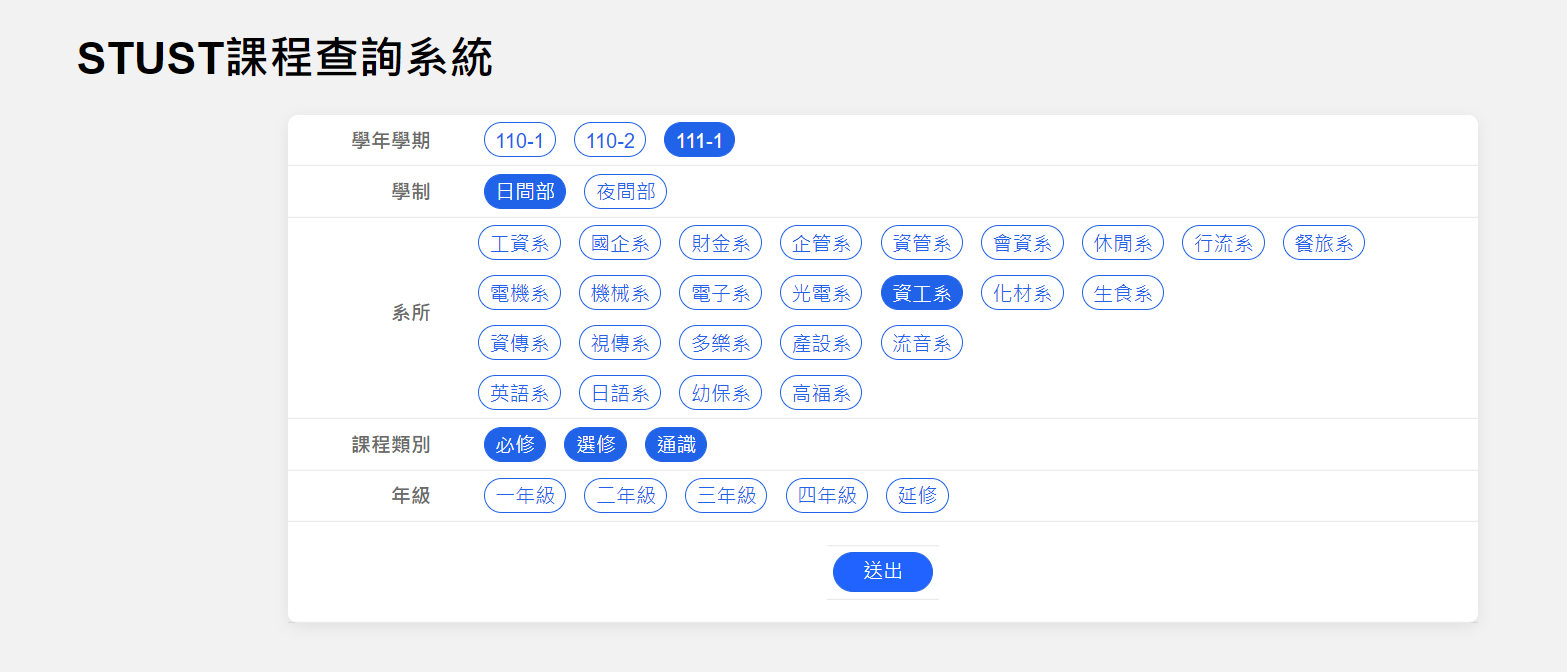 STUST課程查詢系統
學年學期 110-1 110-2 111-1
學制 日間部 夜間部
系所
工資系 國企系 財金系 企管系 資管系 會資系 休閒系 行流系 餐旅系
電機系 機械系 電子系 光電系 資工系 化材系 生食系
資傳系 視傳系 多樂系 產設系 流音系
英語系 日語系 幼保系 高福系
課程類別 必修 選修 通識
年級 一年級 二年級 三年級 四年級 延修
送出